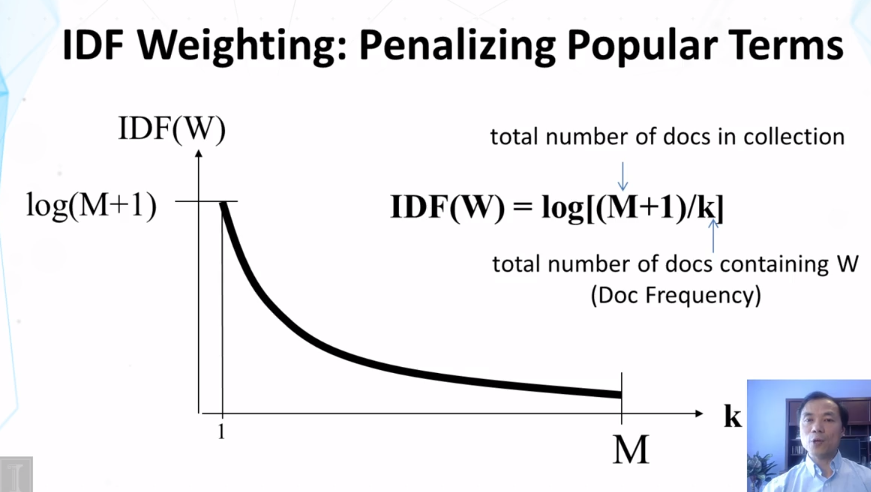 IDF Weighting: Penalizing Popular Terms
IDF(W)
total number of docs in collection
log(M+1)
IDF(W) = log[(M+1)/k]
total number of docs containing W
(Doc Frequency)
k
1
M